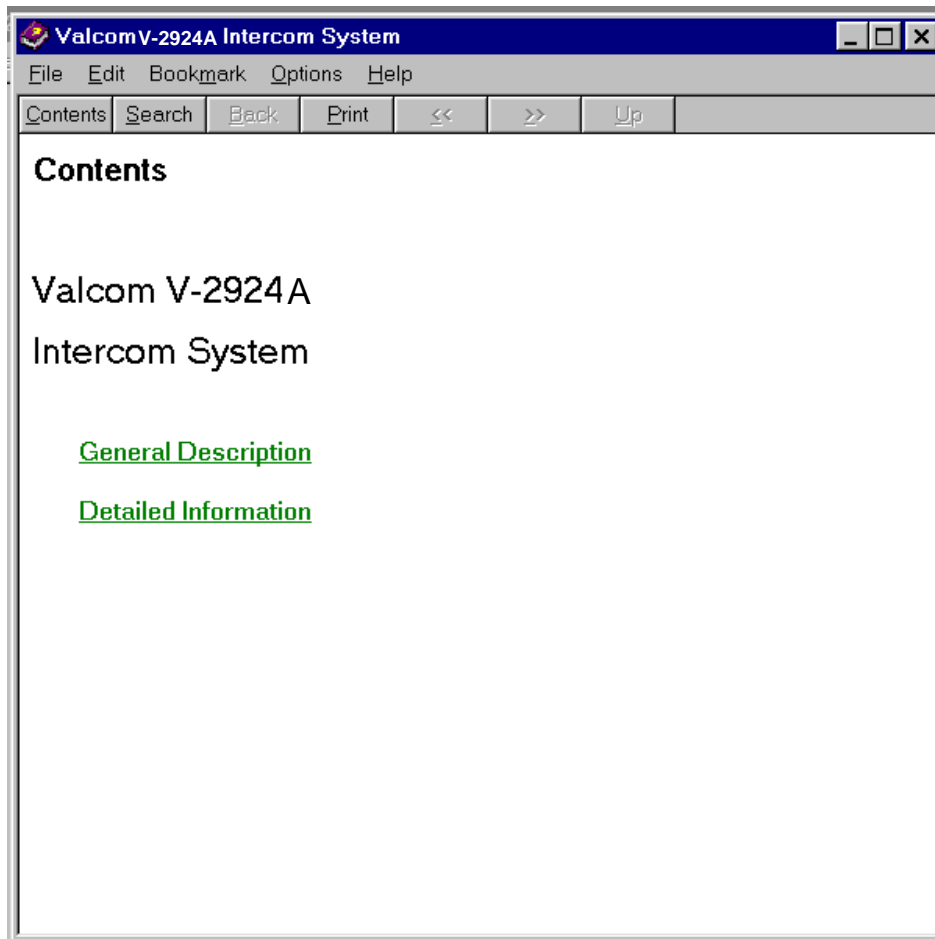 ValcomV-2924A Intercom System
File Edit Bookmark Options Help
Contents Search Back Print << >> Up
Contents
Valcom V-2924A
Intercom System
General Description
Detailed Information